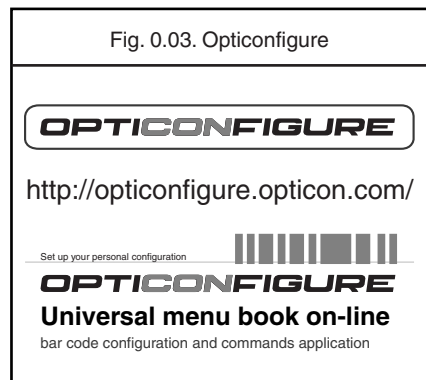 Fig. 0.03. Opticonfigure
OPTICONFIGURE
http://opticonfigure.opticon.com/
Set up your personal configuration
OPTICONFIGURE
Universal menu book on-line
bar code configuration and commands application